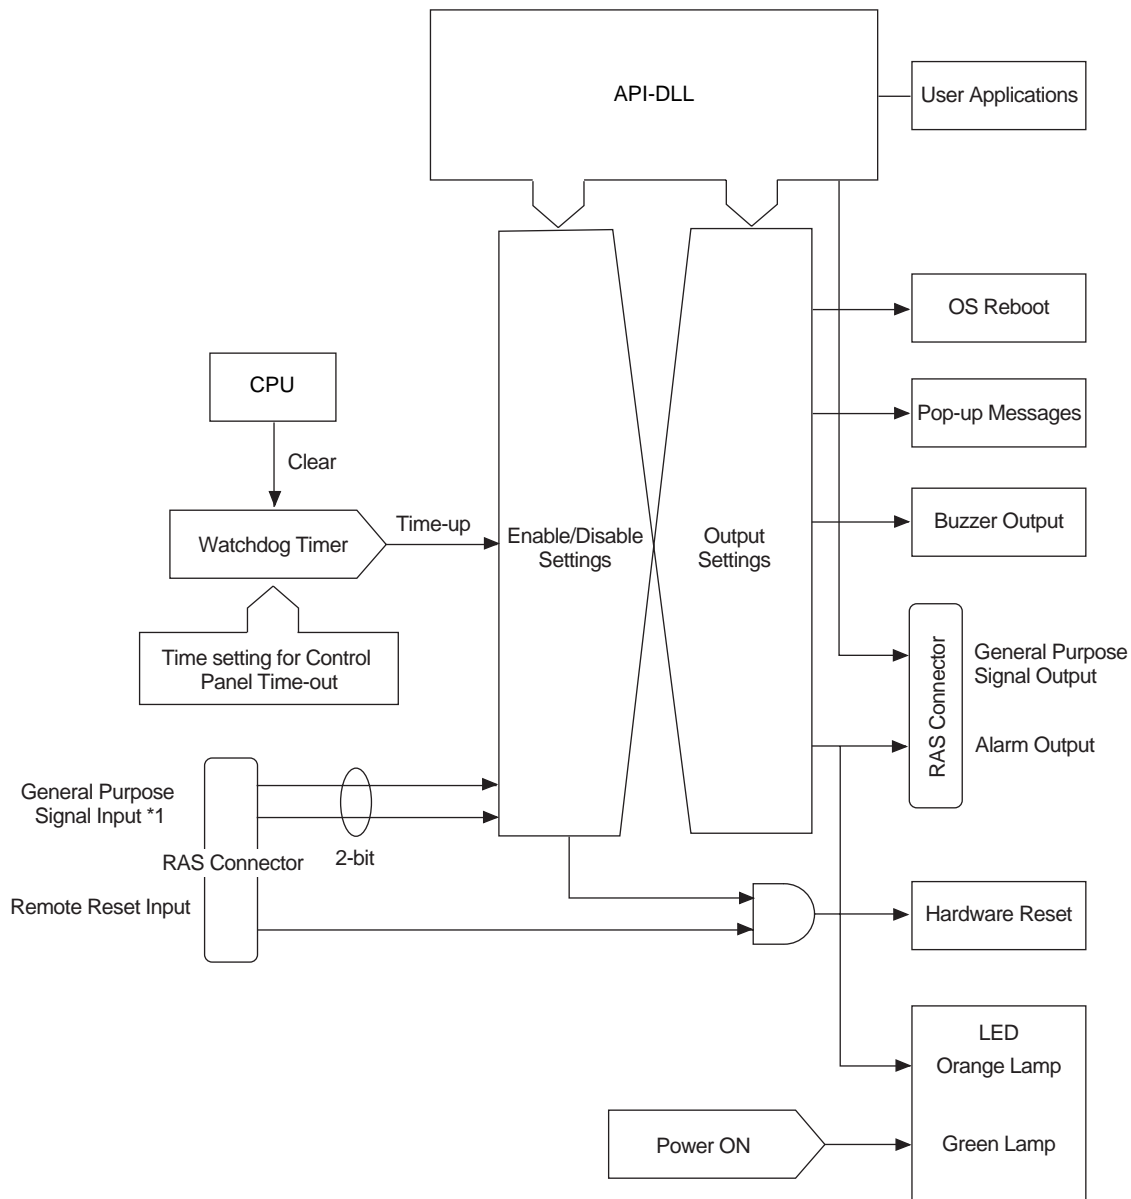 API-DLL
User Applications
OS Reboot
CPU
Pop-up Messages
Clear
Buzzer Output
Time-up
Watchdog Timer
Enable/Disable
Settings
Output
Settings
Time setting for Control
Panel Time-out
RAS Connector
General Purpose
Signal Output
Alarm Output
General Purpose
Signal Input *1
2-bit
RAS Connector
Remote Reset Input
Hardware Reset
LED
Orange Lamp
Power ON
Green Lamp